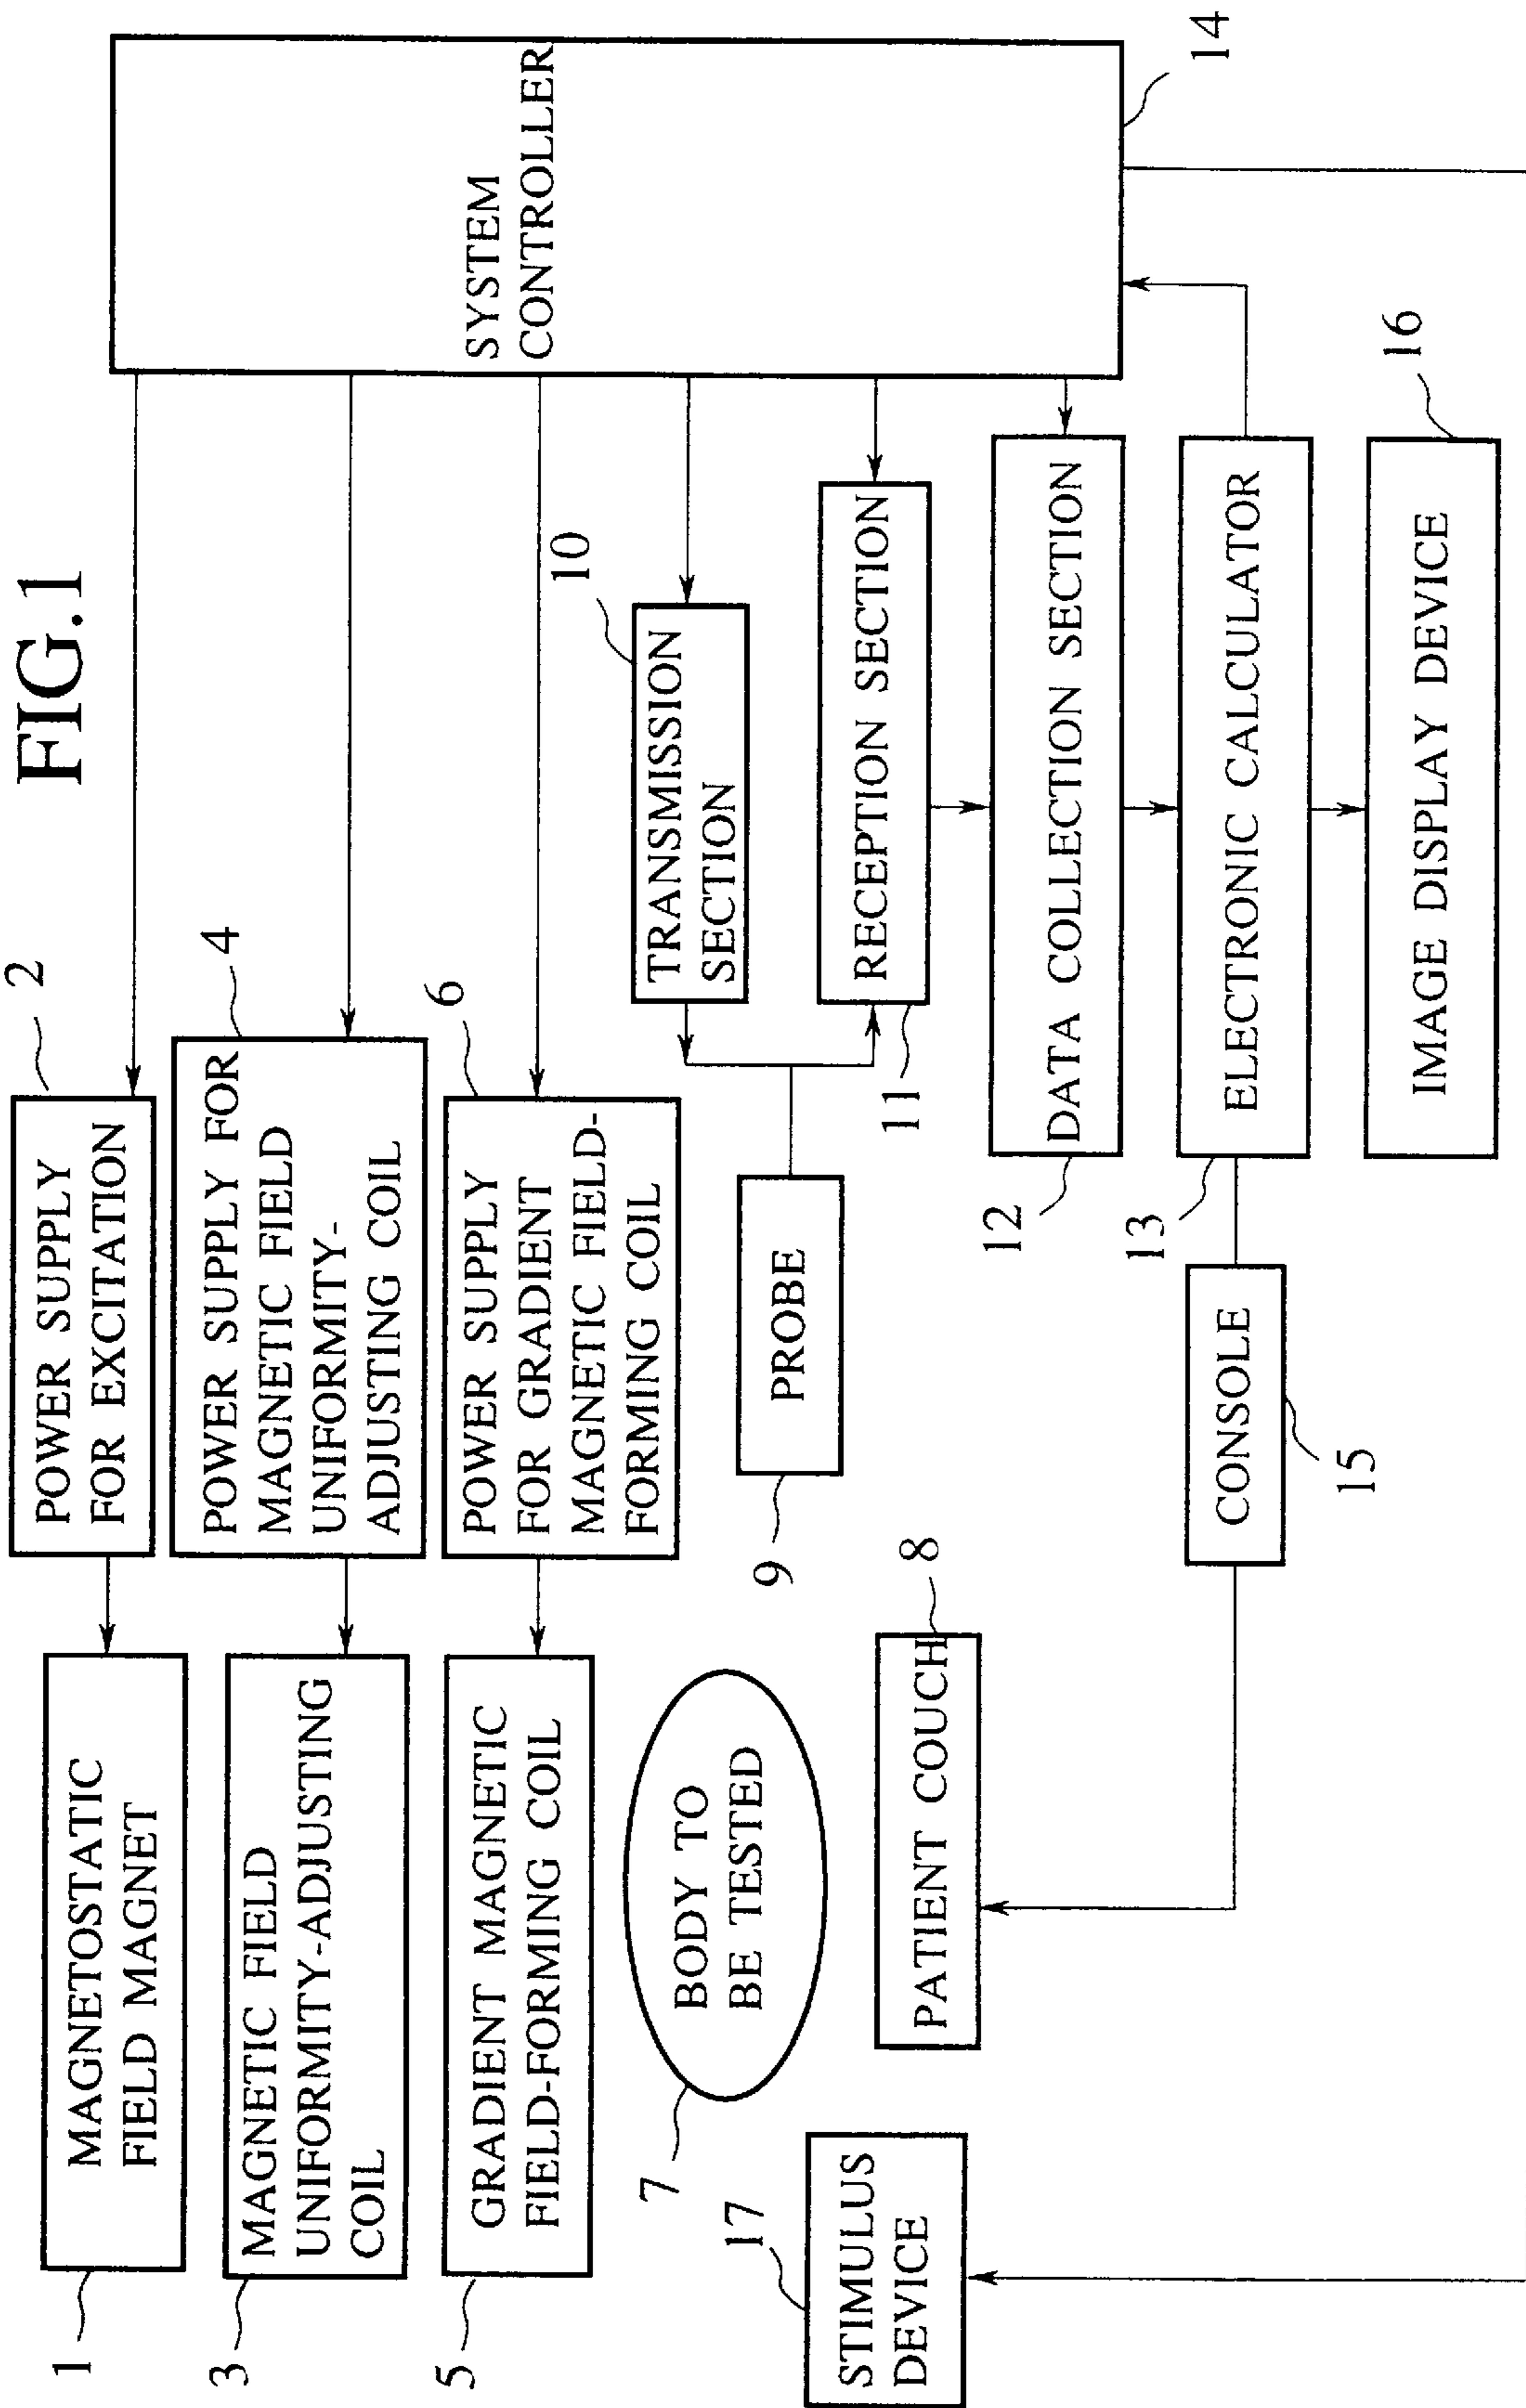 FIG.1
1
MAGNETOSTATIC
FIELD MAGNET
2
POWER SUPPLY
FOR EXCITATION
3
MAGNETIC FIELD
UNIFORMITY-ADJUSTING
COIL
4
POWER SUPPLY FOR
MAGNETIC FIELD
UNIFORMITY-
ADJUSTING COIL
5
GRADIENT MAGNETIC
FIELD-FORMING COIL
6
POWER SUPPLY
FOR GRADIENT
MAGNETIC FIELD-
FORMING COIL
SYSTEM
CONTROLLER
14
7
BODY TO
BE TESTED
9
PROBE
10
TRANSMISSION
SECTION
11
RECEPTION SECTION
17
STIMULUS
DEVICE
8
PATIENT COUCH
12
DATA COLLECTION SECTION
13
ELECTRONIC CALCULATOR
CONSOLE
15
16
IMAGE DISPLAY DEVICE